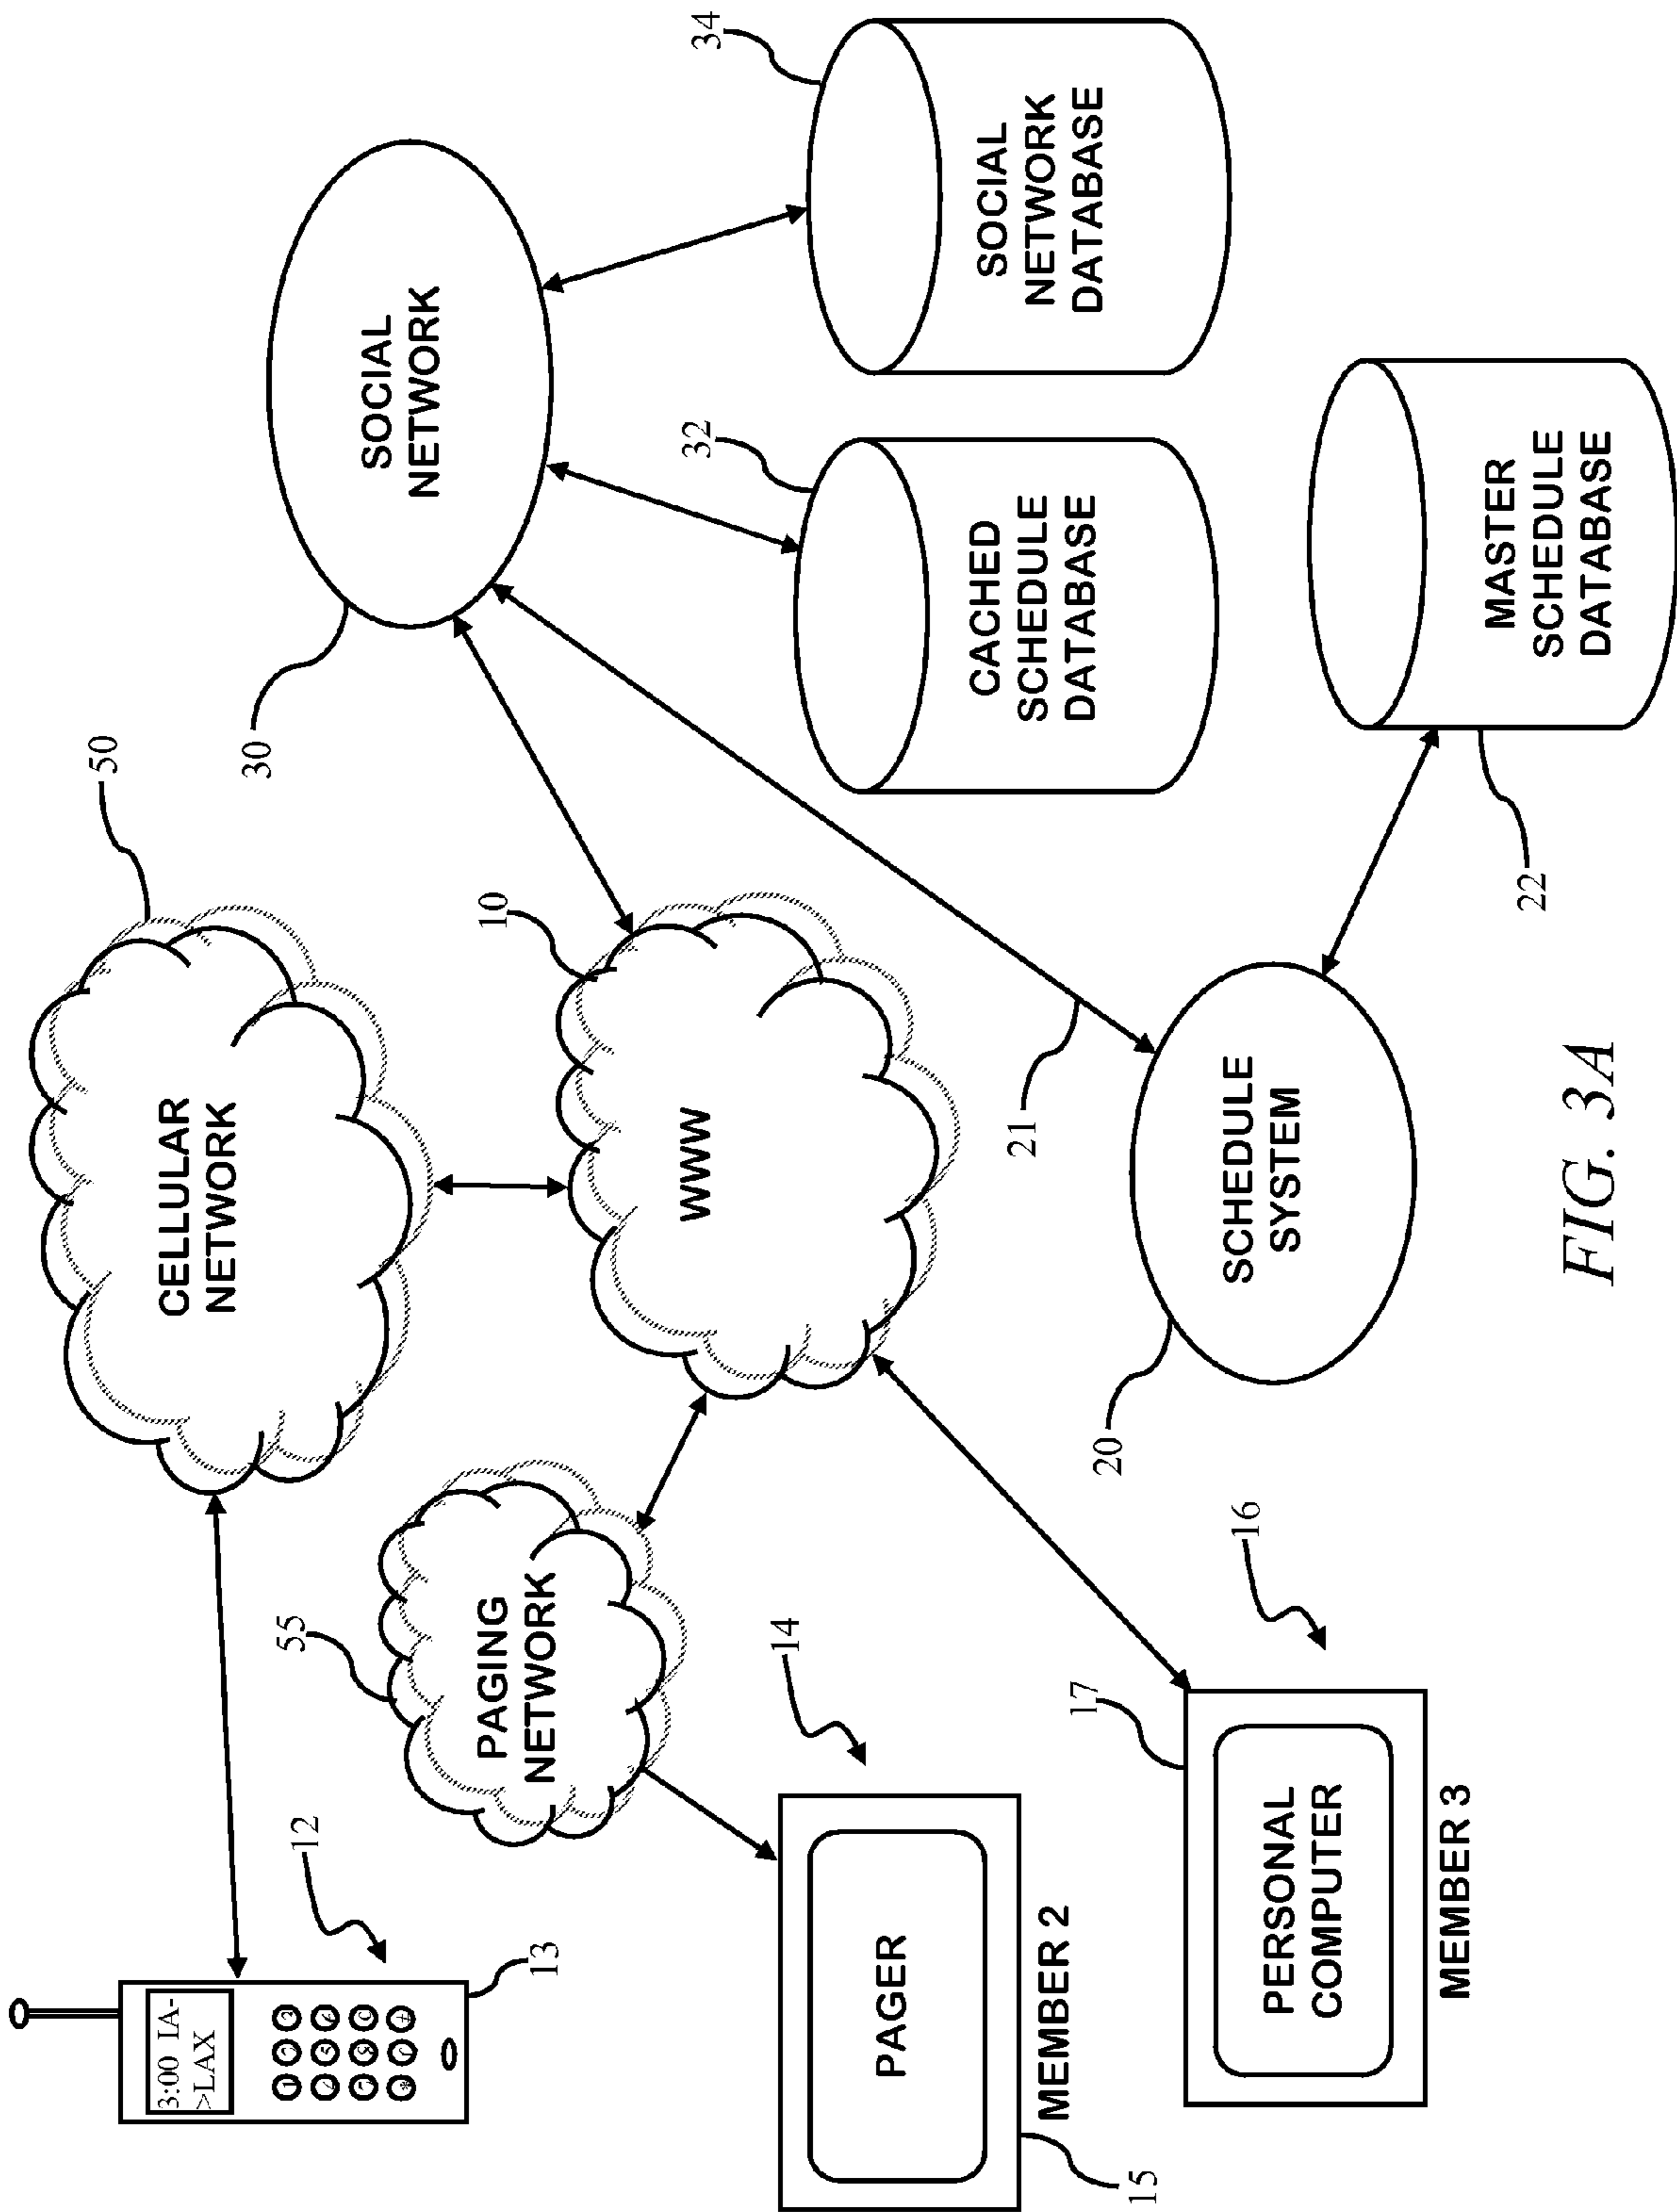 3:00 IA-
>LAX
12
13
CELLULAR
NETWORK
50
30
SOCIAL
NETWORK
55
PAGING
NETWORK
10
WWW
34
SOCIAL
NETWORK
DATABASE
32
CACHED
SCHEDULE
DATABASE
14
PAGER
MEMBER 2
15
21
17
16
PERSONAL
COMPUTER
MEMBER 3
20
SCHEDULE
SYSTEM
22
MASTER
SCHEDULE
DATABASE
FIG. 3A